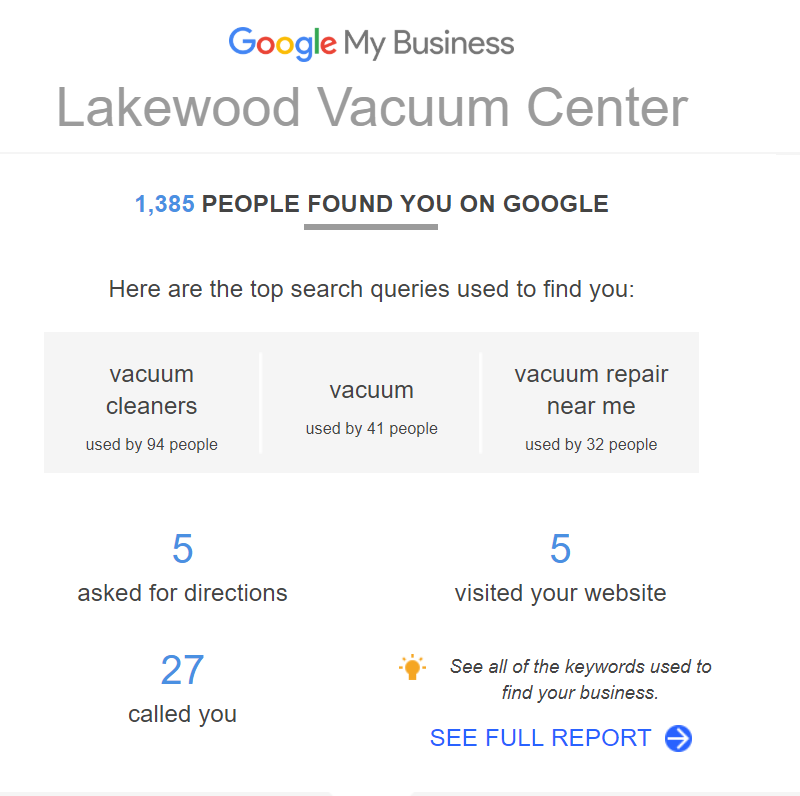 Google My Business
Lakewood Vacuum Center
1,385 PEOPLE FOUND YOU ON GOOGLE
Here are the top search queries used to find you:
vacuum
cleaners
used by 94 people
vacuum
used by 41 people
vacuum repair
near me
used by 32 people
5
asked for directions
5
visited your website
27
called you
See all of the keywords used to
find your business.
SEE FULL REPORT